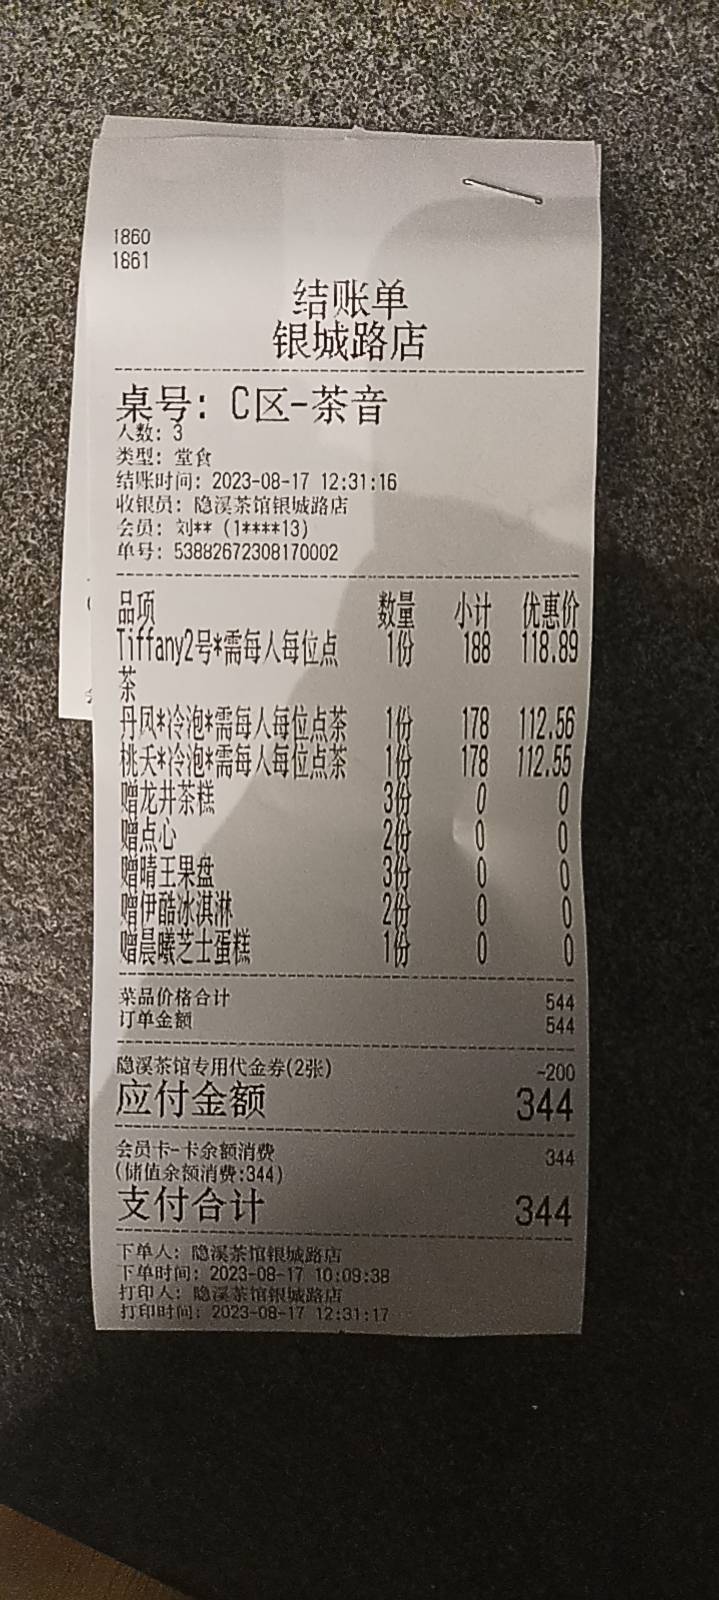 1860
1861
结账单
银城路店
桌号: C区-茶音
人数: 3
类型: 堂食
结账时间: 2023-08-17 12:31:16
收银员: 隐溪茶馆银城路店
会员: 刘** (1****13)
单号: 53882672308170002
品项 数量 小计 优惠价
Tiffany2号*需每人每位点 1份 188 118.89
茶
丹凤*冷泡*需每人每位点茶 1份 178 112.56
桃夭*冷泡*需每人每位点茶 1份 178 112.55
赠龙井茶糕 3份 0 0
赠点心 2份 0 0
赠晴王果盘 3份 0 0
赠伊酷冰淇淋 2份 0 0
赠晨曦芝士蛋糕 1份 0 0
菜品价格合计 544
订单金额 544
隐溪茶馆专用代金券(2张) -200
应付金额 344
会员卡-卡余额消费 344
(储值余额消费:344)
支付合计 344
下单人: 隐溪茶馆银城路店
下单时间: 2023-08-17 10:09:38
打印人: 隐溪茶馆银城路店
打印时间: 2023-08-17 12:31:17